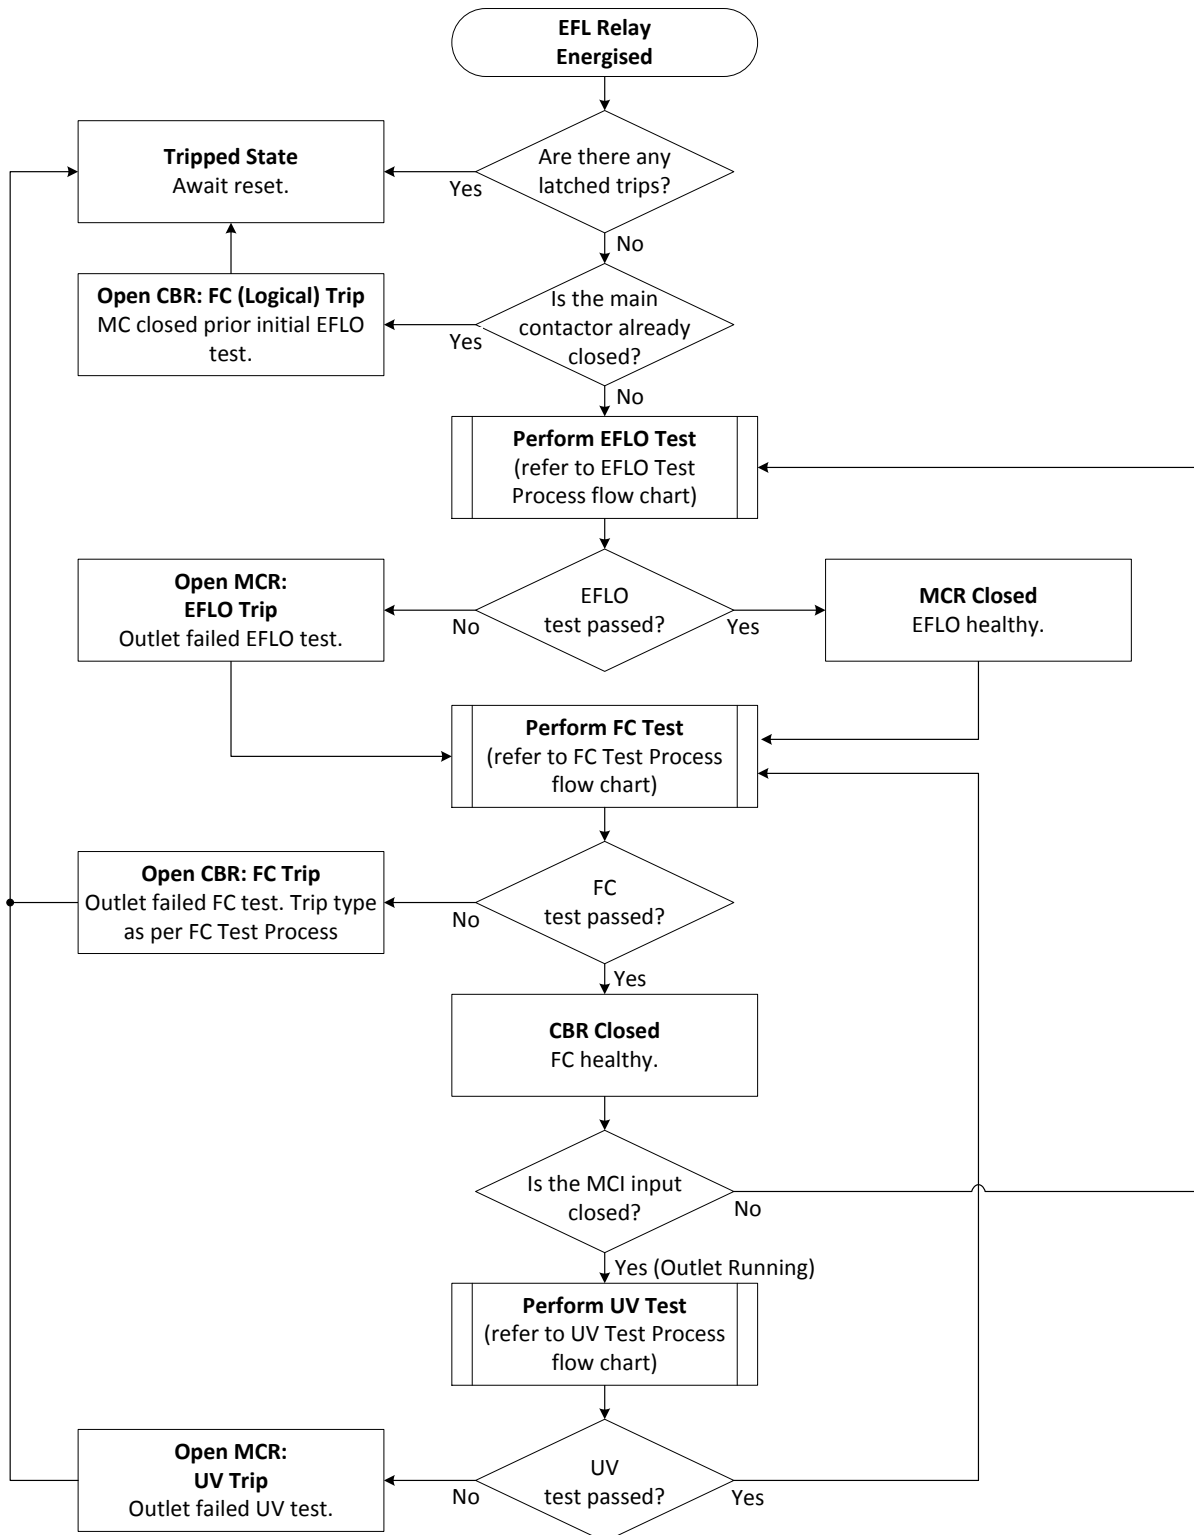 EFL Relay
Energised
Are there any
latched trips?
Yes
No
Tripped State
Await reset.
Is the main
contactor already
closed?
Yes
No
Open CBR: FC (Logical) Trip
MC closed prior initial EFLO
test.
Perform EFLO Test
(refer to EFLO Test
Process flow chart)
EFLO
test passed?
No
Yes
Open MCR:
EFLO Trip
Outlet failed EFLO test.
MCR Closed
EFLO healthy.
Perform FC Test
(refer to FC Test Process
flow chart)
FC
test passed?
No
Yes
Open CBR: FC Trip
Outlet failed FC test. Trip type
as per FC Test Process
CBR Closed
FC healthy.
Is the MCI input
closed?
No
Yes (Outlet Running)
Perform UV Test
(refer to UV Test Process
flow chart)
UV
test passed?
No
Yes
Open MCR:
UV Trip
Outlet failed UV test.